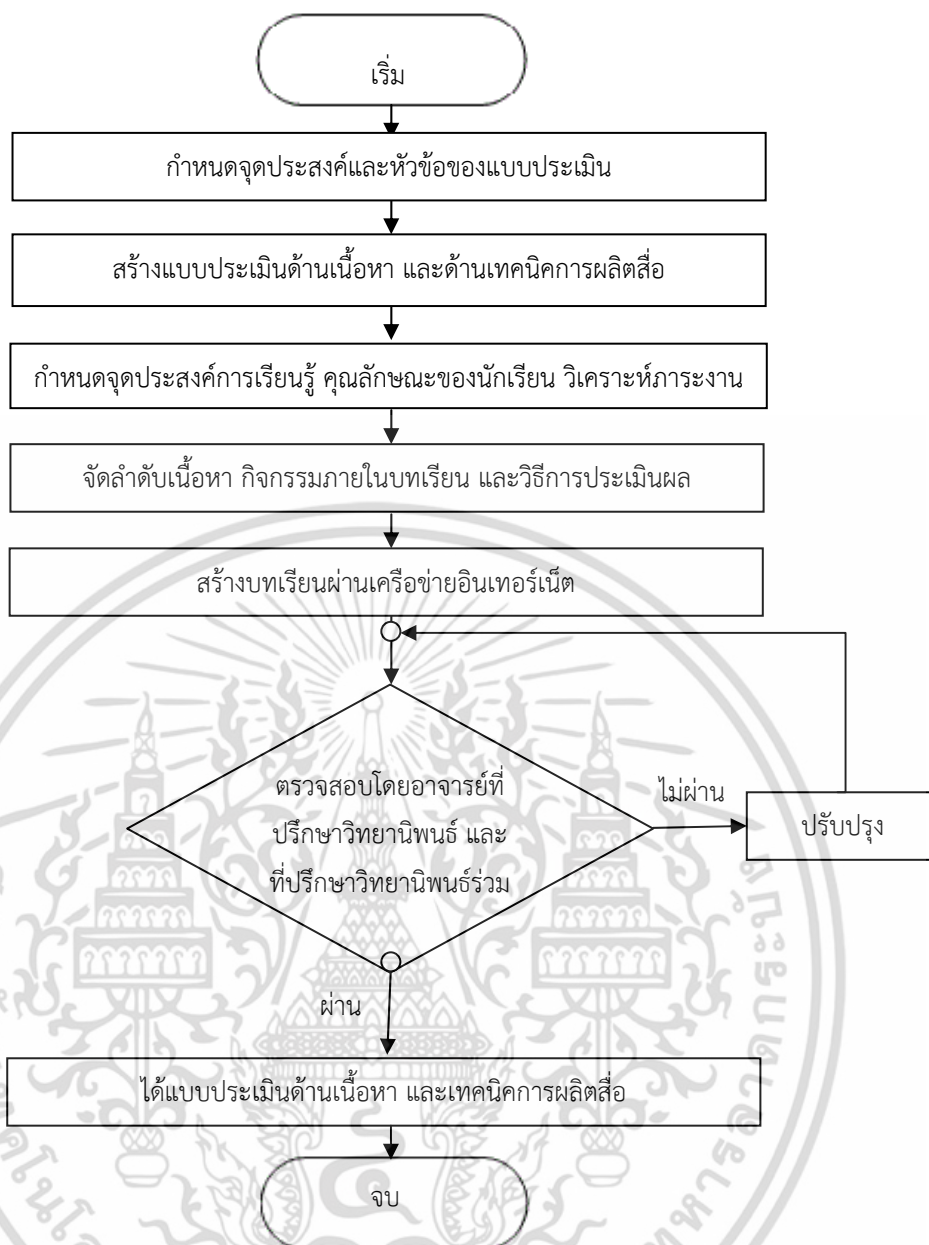 เริ่ม
กำหนดจุดประสงค์และหัวข้อของแบบประเมิน
สร้างแบบประเมินด้านเนื้อหา และด้านเทคนิคการผลิตสื่อ
กำหนดจุดประสงค์การเรียนรู้ คุณลักษณะของนักเรียน วิเคราะห์ภาระงาน
จัดลำดับเนื้อหา กิจกรรมภายในบทเรียน และวิธีการประเมินผล
สร้างบทเรียนผ่านเครือข่ายอินเทอร์เน็ต
ตรวจสอบโดยอาจารย์ที่
ปรึกษาวิทยานิพนธ์ และ
ที่ปรึกษาวิทยานิพนธ์ร่วม
ไม่ผ่าน
ปรับปรุง
ผ่าน
ได้แบบประเมินด้านเนื้อหา และเทคนิคการผลิตสื่อ
จบ